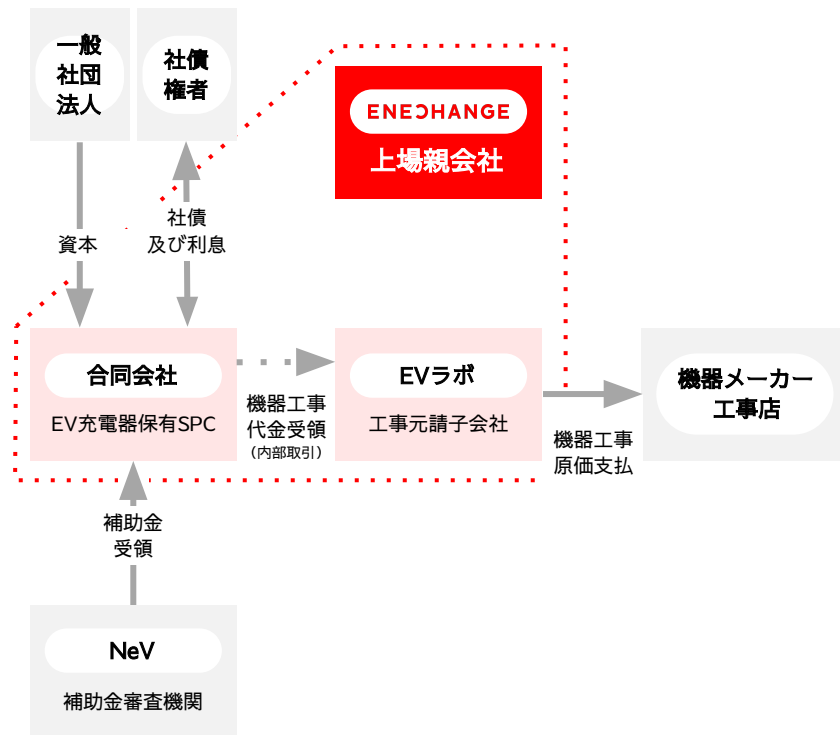 一般
社団
法人
社債
権者
ENECHANGE
上場親会社
資本
社債
及び利息
合同会社
EV充電器保有SPC
機器工事
代金受領
（内部取引）
EVラボ
工事元請子会社
機器工事
原価支払
機器メーカー
工事店
補助金
受領
NeV
補助金審査機関